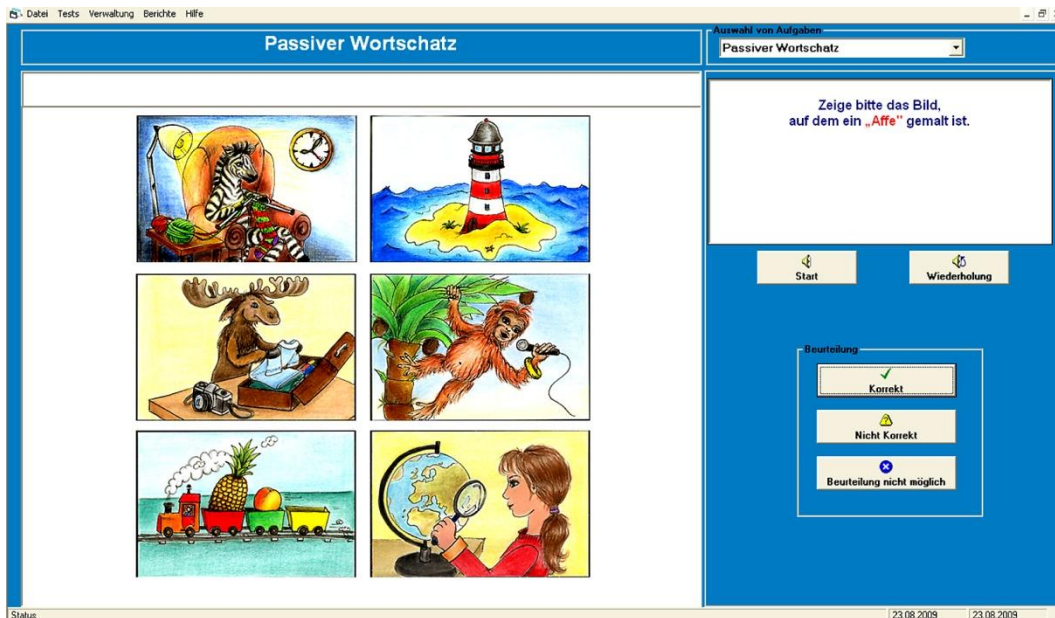 Datei Tests Verwaltung Berichte Hilfe
Passiver Wortschatz
Auswahl von Aufgaben
Passiver Wortschatz
Zeige bitte das Bild,
auf dem ein „Affe" gemalt ist.
Start
Wiederholung
Beurteilung
Korrekt
Nicht Korrekt
Beurteilung nicht möglich
Status
23.08.2009
23.08.2009